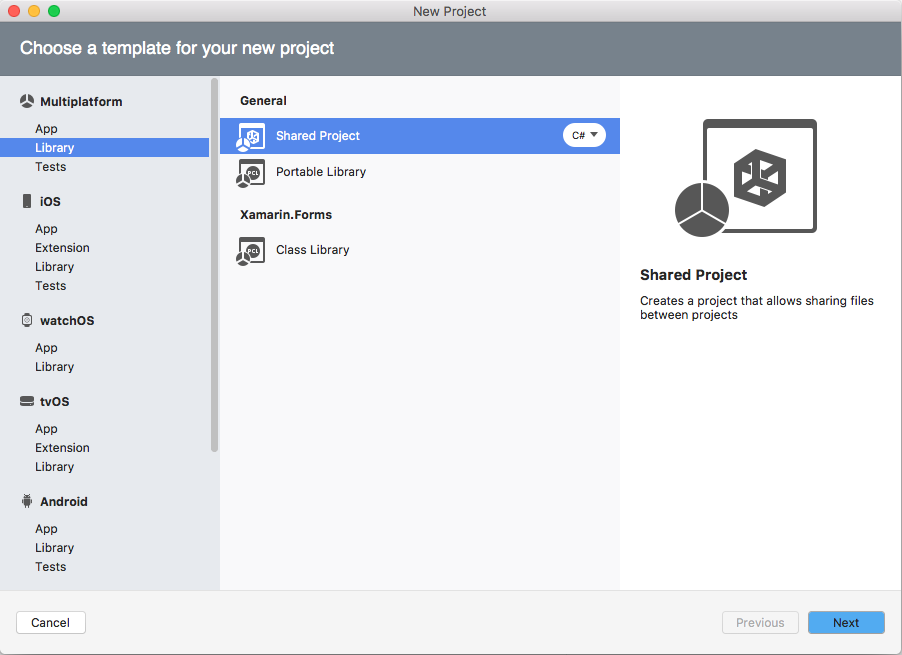 New Project
Choose a template for your new project
Multiplatform
App
Library
Tests
iOS
App
Extension
Library
Tests
watchOS
App
Library
tvOS
App
Extension
Library
Android
App
Library
Tests
General
Shared Project
C#
PCL
Portable Library
Xamarin.Forms
PCL
Class Library
Shared Project
Creates a project that allows sharing files
between projects
Cancel
Previous
Next